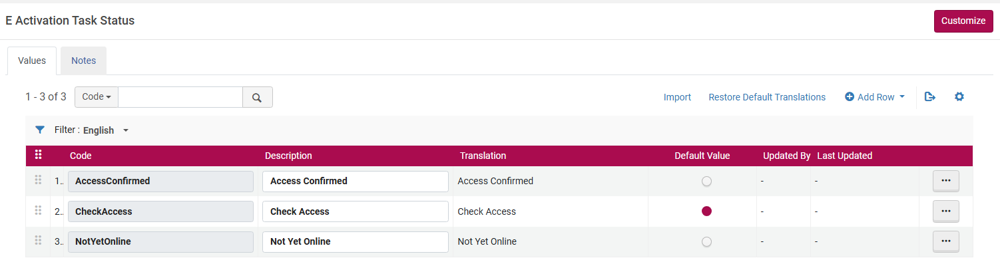 E Activation Task Status
Customize
Values Notes
1 - 3 of 3 Code Import Restore Default Translations Add Row
Filter : English
Code Description Translation Default Value Updated By Last Updated
1.. AccessConfirmed Access Confirmed Access Confirmed - - ...
2.. CheckAccess Check Access Check Access - - ...
3.. NotYetOnline Not Yet Online Not Yet Online - - ...